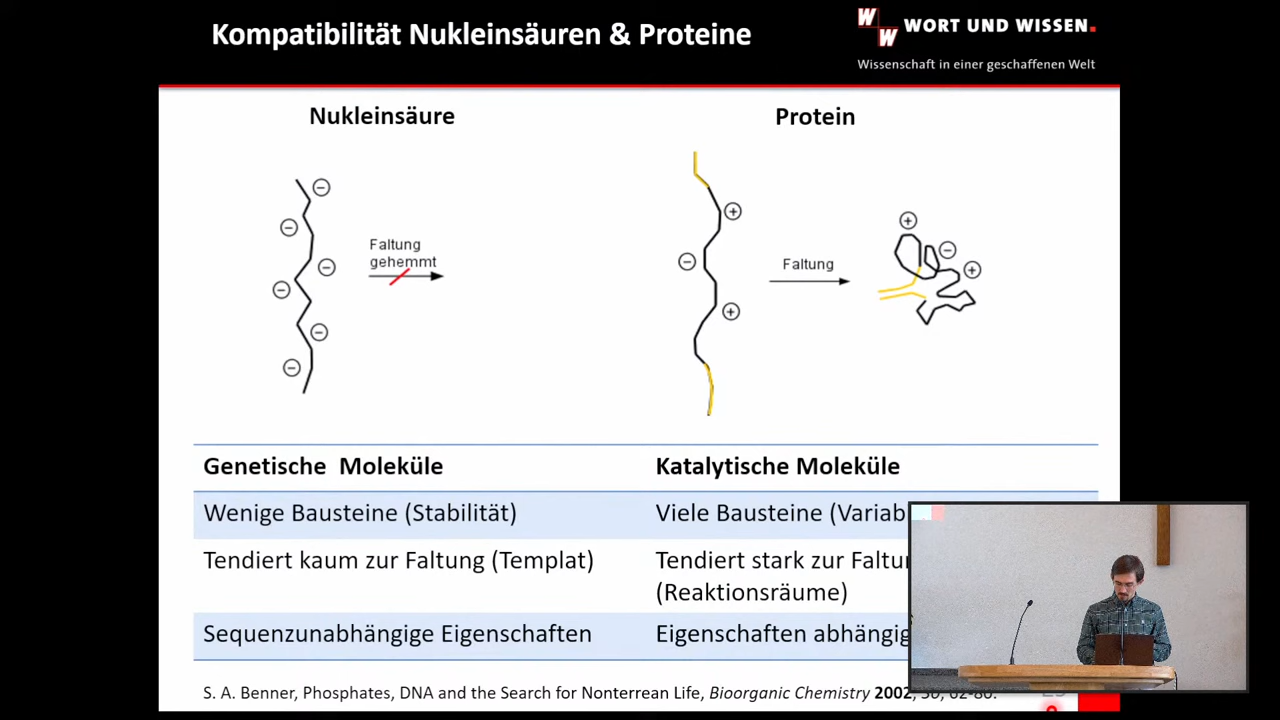 Kompatibilität Nukleinsäuren & Proteine
WORT UND WISSEN.
Wissenschaft in einer geschaffenen Welt
Nukleinsäure
Protein
Faltung
gehemmt
Faltung
Genetische Moleküle
Katalytische Moleküle
Wenige Bausteine (Stabilität)
Viele Bausteine (Variab
Tendiert kaum zur Faltung (Templat)
Tendiert stark zur Faltu
(Reaktionsräume)
Sequenzunabhängige Eigenschaften
Eigenschaften abhängig
S. A. Benner, Phosphates, DNA and the Search for Nonterrean Life, Bioorganic Chemistry 2002,